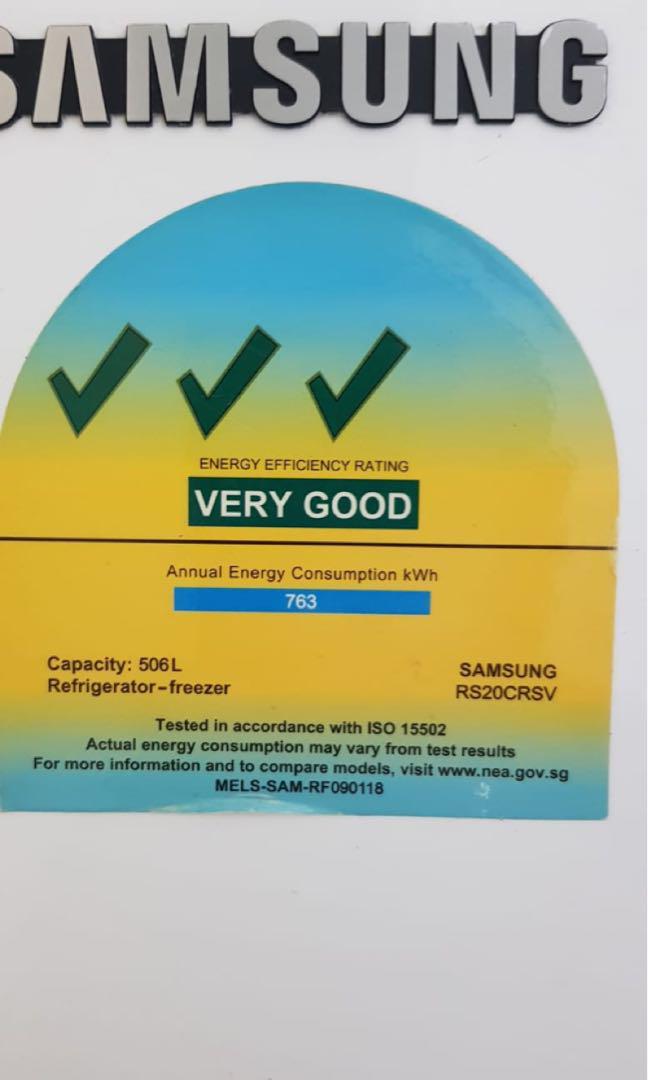 SAMSUNG
ENERGY EFFICIENCY RATING
VERY GOOD
Annual Energy Consumption kWh
763
Capacity: 506L
Refrigerator-freezer
SAMSUNG
RS20CRSV
Tested in accordance with ISO 15502
Actual energy consumption may vary from test results
For more information and to compare models, visit www.nea.gov.sg
MELS-SAM-RF090118